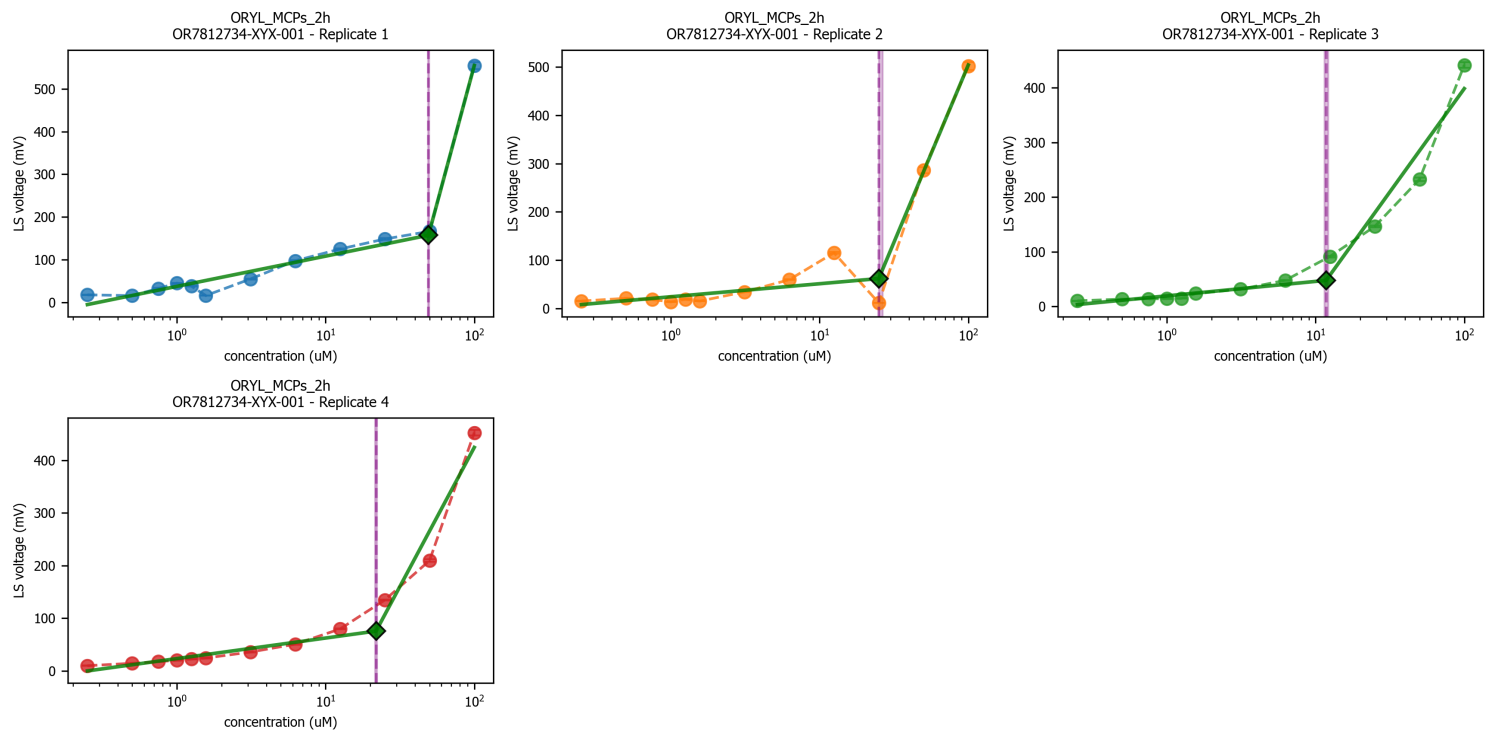 ORYL_MCPs_2h
OR7812734-XYX-001 - Replicate 1
LS voltage (mV)
500
400
300
200
100
0
10⁰
10¹
10²
concentration (uM)
ORYL_MCPs_2h
OR7812734-XYX-001 - Replicate 2
LS voltage (mV)
500
400
300
200
100
0
10⁰
10¹
10²
concentration (uM)
ORYL_MCPs_2h
OR7812734-XYX-001 - Replicate 3
LS voltage (mV)
400
300
200
100
0
10⁰
10¹
10²
concentration (uM)
ORYL_MCPs_2h
OR7812734-XYX-001 - Replicate 4
LS voltage (mV)
400
300
200
100
0
10⁰
10¹
10²
concentration (uM)